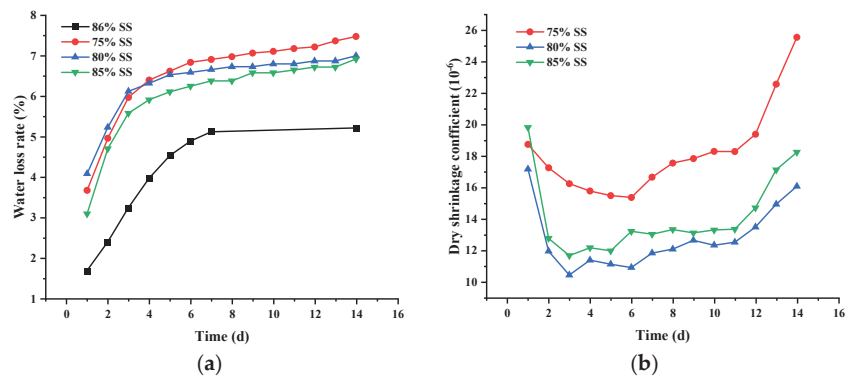 86% SS
75% SS
80% SS
85% SS
Water loss rate (%)
8
7
6
5
4
3
2
1
0 2 4 6 8 10 12 14 16
Time (d)
(a)
75% SS
80% SS
85% SS
Dry shrinkage coefficient (10⁻⁶)
26
24
22
20
18
16
14
12
10
0 2 4 6 8 10 12 14 16
Time (d)
(b)